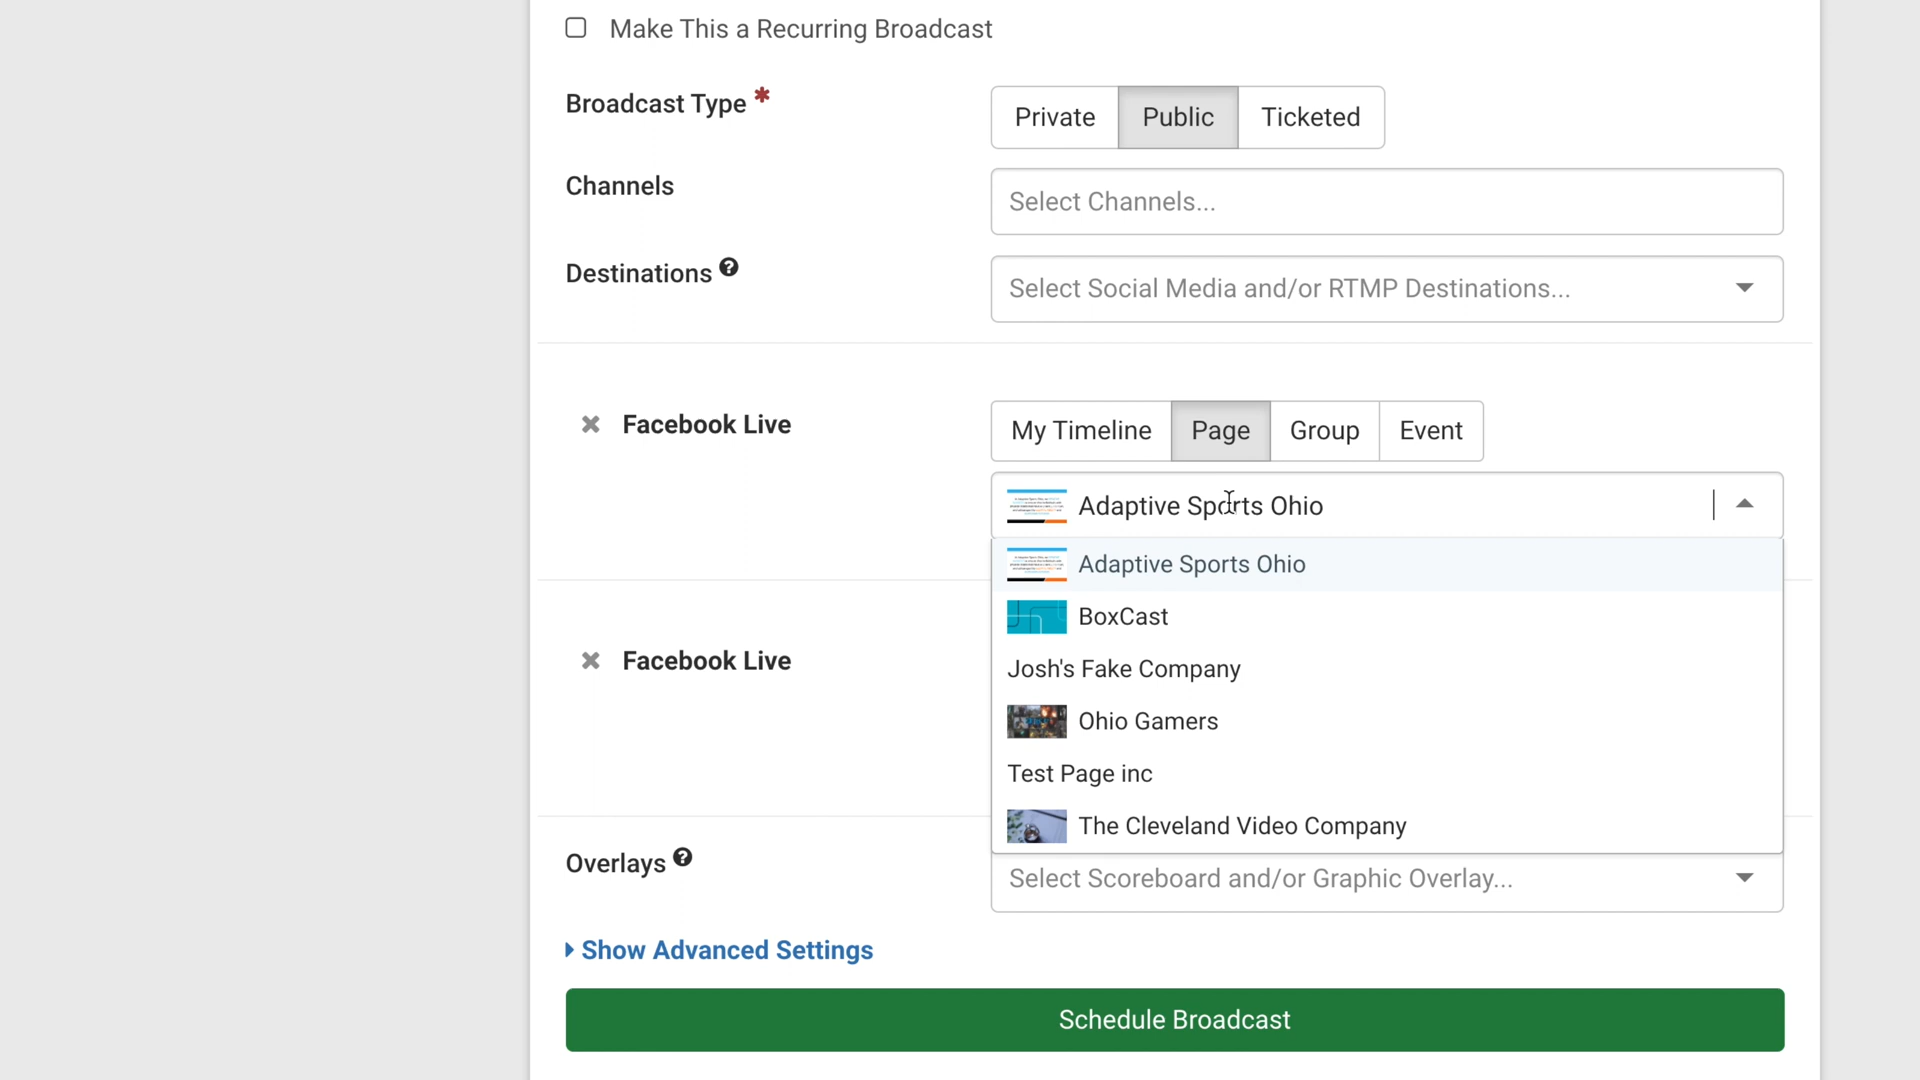 Make This a Recurring Broadcast
Broadcast Type *
Private Public Ticketed
Channels
Select Channels...
Destinations ?
Select Social Media and/or RTMP Destinations...
Facebook Live
My Timeline Page Group Event
Adaptive Sports Ohio
Adaptive Sports Ohio
BoxCast
Facebook Live
Josh's Fake Company
Ohio Gamers
Test Page inc
The Cleveland Video Company
Overlays ?
Select Scoreboard and/or Graphic Overlay...
Show Advanced Settings
Schedule Broadcast